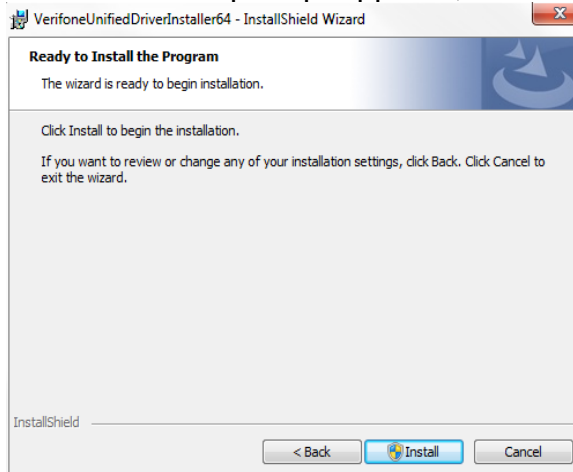 VerifoneUnifiedDriverInstaller64 - InstallShield Wizard
Ready to Install the Program
The wizard is ready to begin installation.
Click Install to begin the installation.
If you want to review or change any of your installation settings, click Back. Click Cancel to
exit the wizard.
InstallShield
< Back Install Cancel